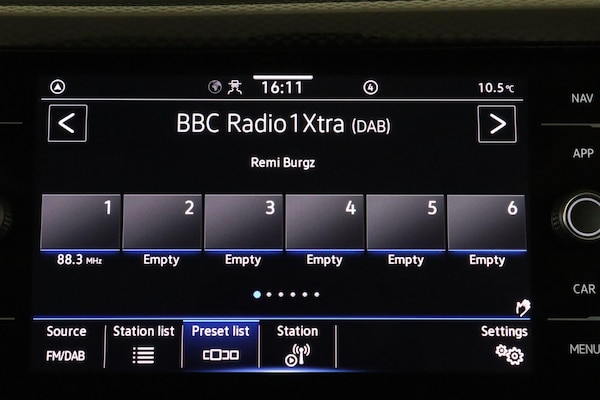 16:11
4
10.5°C
BBC Radio1Xtra (DAB)
Remi Burgz
1 2 3 4 5 6
88.3 MHz Empty Empty Empty Empty Empty
Source Station list Preset list Station Settings
FM/DAB
NAV
APP
CAR
MENU